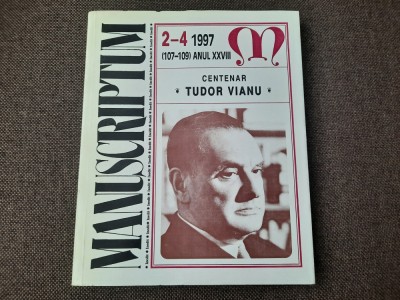 MANUSCRIPTUM
2-4 1997
(107-109) ANUL XXVIII
CENTENAR
* TUDOR VIANU *